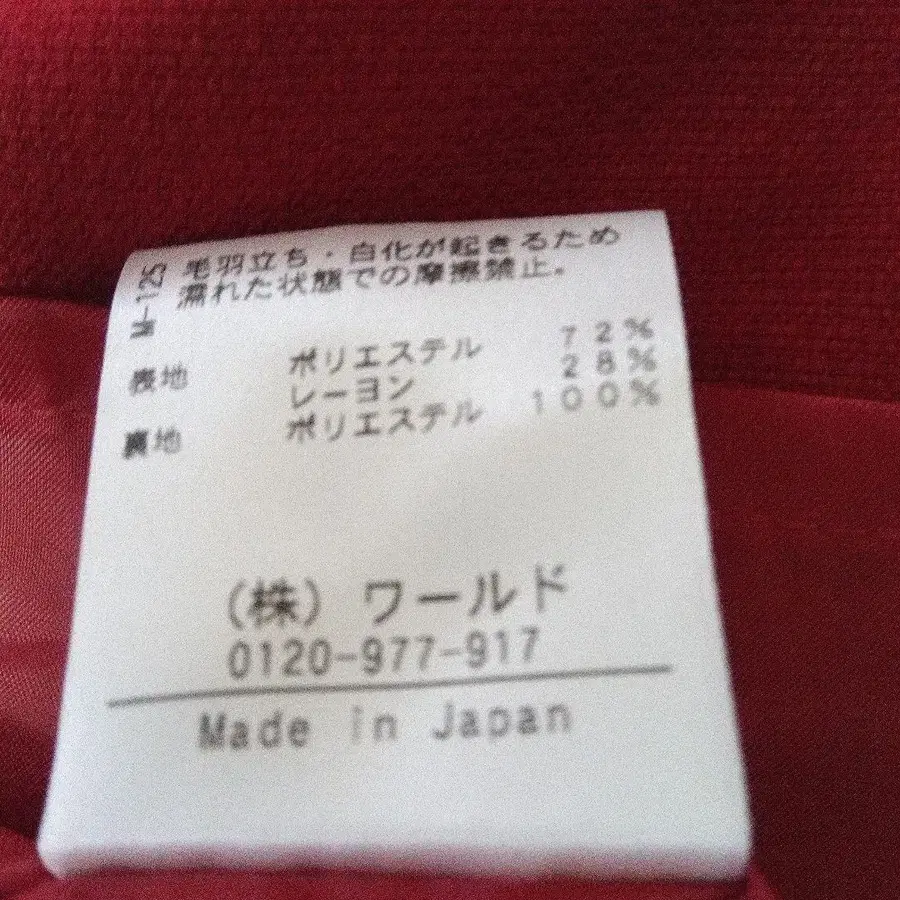 M-125 毛羽立ち・白化が起きるため
濡れた状態での摩擦禁止。
表地 ポリエステル 72%
レーヨン 28%
裏地 ポリエステル 100%
(株) ワールド
0120-977-917
Made in Japan